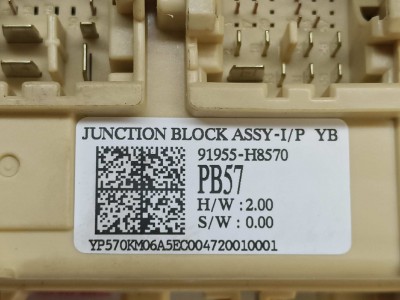 JUNCTION BLOCK ASSY-I/P YB
91955-H8570
PB57
H/W : 2.00
S/W : 0.00
YP570KM06A5EC004720010001